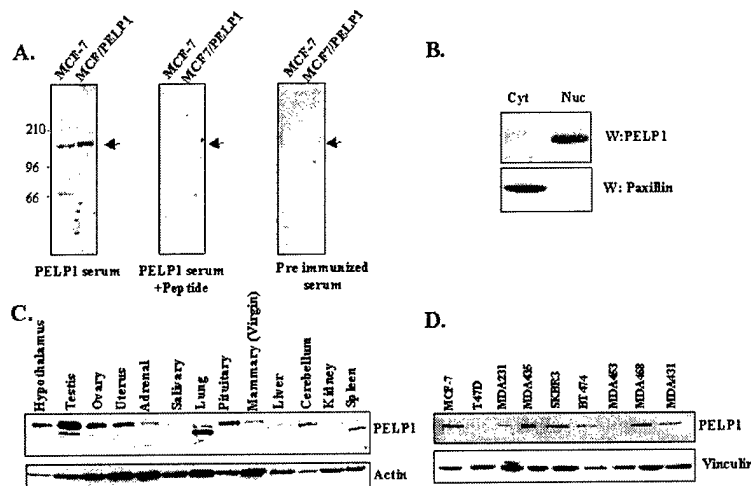 A.
MCF-7
MCF/PELP1
MCF-7
MCF7/PELP1
MCF-7
MCF7/PELP1
210
96
66
PELP1 serum
PELP1 serum
+Peptide
Pre immunized
serum
B.
Cyt Nuc
W:PELP1
W: Paxillin
C.
Hypothalamus
Testis
Ovary
Uterus
Adrenal
Salivary
Lung
Pituitary
Mammary (Virgin)
Liver
Cerebellum
Kidney
Spleen
PELP1
Actin
D.
MCF-7
T47D
MDA231
MDA435
SKBR3
BT474
MDA453
MDA468
MDA431
PELP1
Vinculin